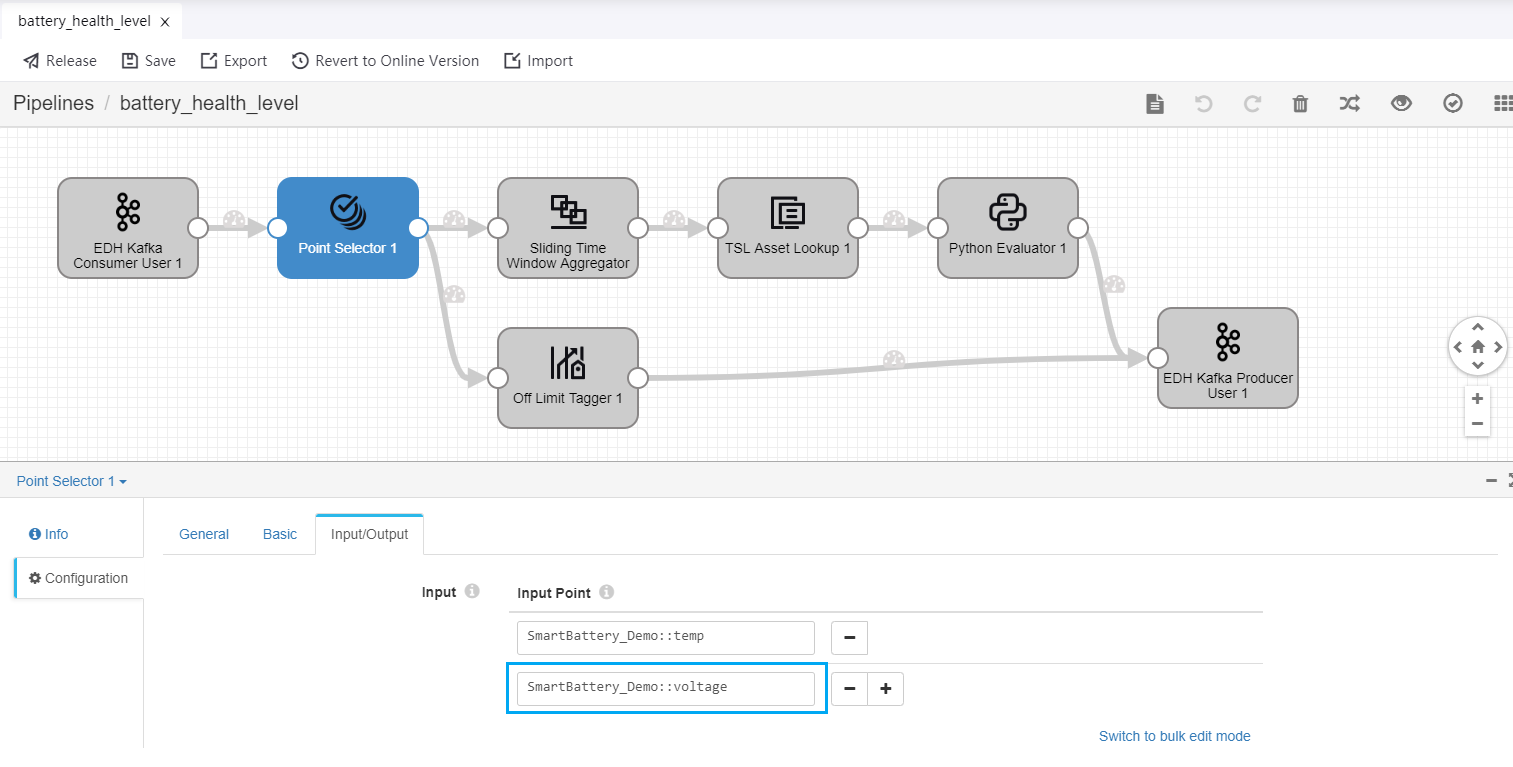 battery_health_level ×
Release Save Export Revert to Online Version Import
Pipelines / battery_health_level
EDH Kafka
Consumer User 1
Point Selector 1
Sliding Time
Window Aggregator
TSL Asset Lookup 1
Python Evaluator 1
Off Limit Tagger 1
EDH Kafka Producer
User 1
Point Selector 1
Info
Configuration
General Basic Input/Output
Input Input Point
SmartBattery_Demo::temp
SmartBattery_Demo::voltage
Switch to bulk edit mode